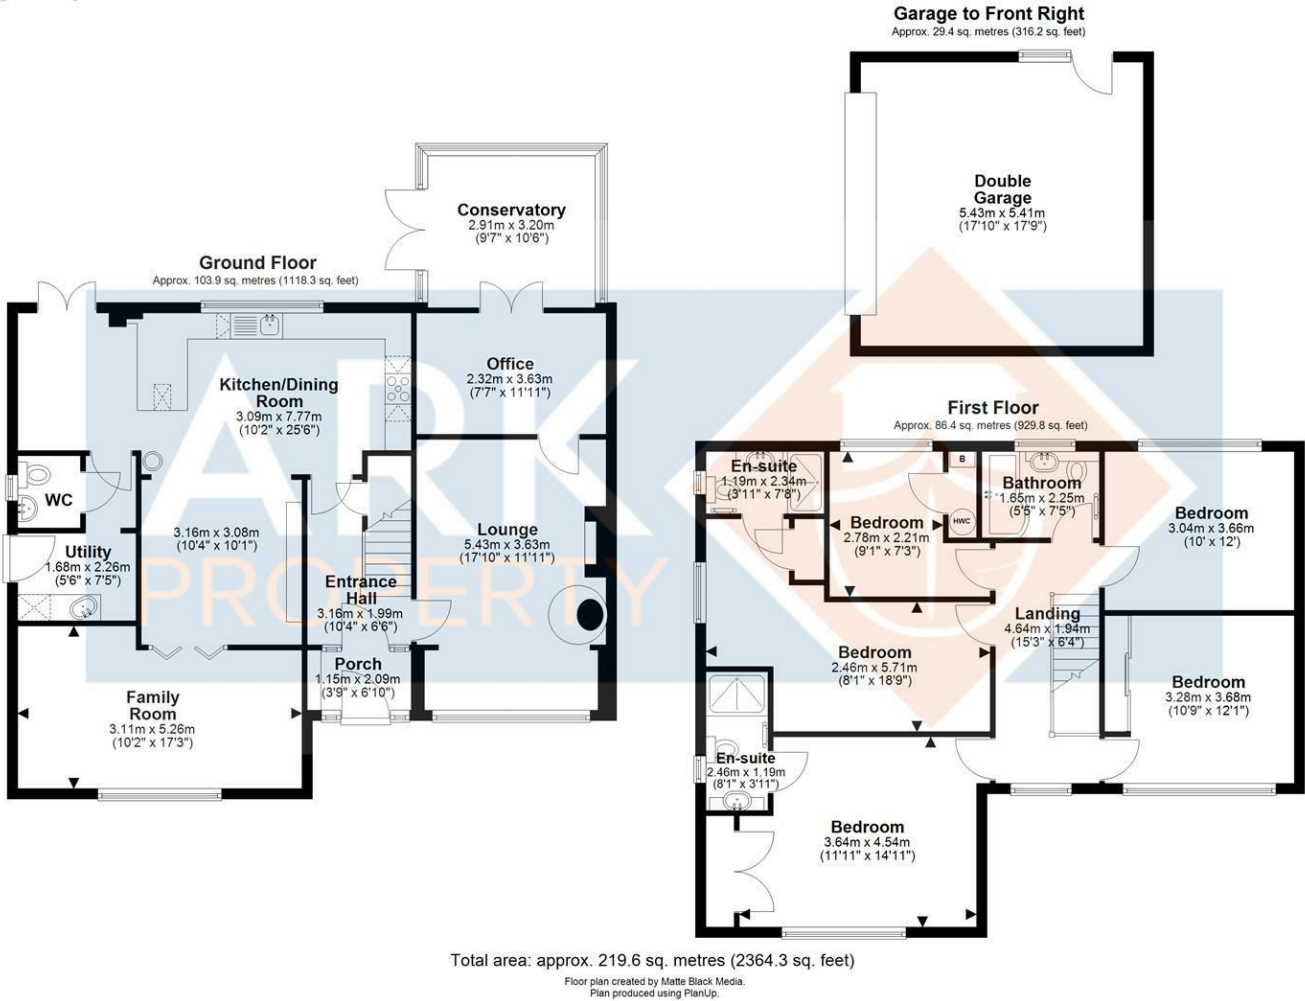 Garage to Front Right
Approx. 29.4 sq. metres (316.2 sq. feet)
Double
Garage
5.43m x 5.41m
(17'10" x 17'9")
Ground Floor
Approx. 103.9 sq. metres (1118.3 sq. feet)
Conservatory
2.91m x 3.20m
(9'7" x 10'6")
Office
2.32m x 3.63m
(7'7" x 11'11")
Kitchen/Dining
Room
3.09m x 7.77m
(10'2" x 25'6")
WC
3.16m x 3.08m
(10'4" x 10'1")
Utility
1.68m x 2.26m
(5'6" x 7'5")
Lounge
5.43m x 3.63m
(17'10" x 11'11")
Entrance
Hall
3.16m x 1.99m
(10'4" x 6'6")
Porch
1.15m x 2.09m
(3'9" x 6'10")
Family
Room
3.11m x 5.26m
(10'2" x 17'3")
First Floor
Approx. 86.4 sq. metres (929.8 sq. feet)
En-suite
1.19m x 2.34m
(3'11" x 7'8")
B
HWC
Bedroom
2.78m x 2.21m
(9'1" x 7'3")
Bathroom
1.65m x 2.25m
(5'5" x 7'5")
Bedroom
3.04m x 3.66m
(10' x 12')
Landing
4.64m x 1.94m
(15'3" x 6'4")
Bedroom
2.46m x 5.71m
(8'1" x 18'9")
Bedroom
3.28m x 3.68m
(10'9" x 12'1")
En-suite
2.46m x 1.19m
(8'1" x 3'11")
Bedroom
3.64m x 4.54m
(11'11" x 14'11")
ARK
PROPERTY
Total area: approx. 219.6 sq. metres (2364.3 sq. feet)
Floor plan created by Matte Black Media.
Plan produced using PlanUp.